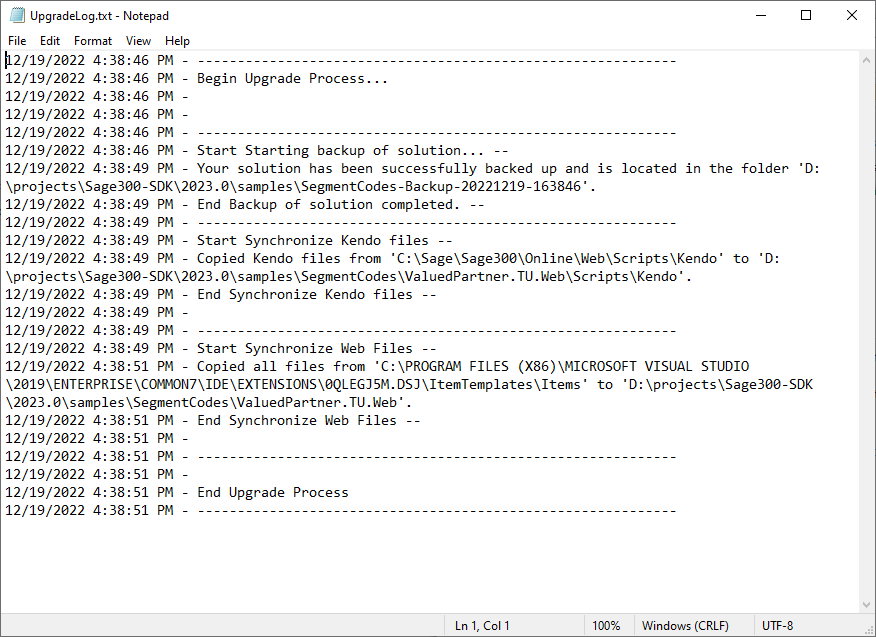 UpgradeLog.txt - Notepad
File Edit Format View Help
12/19/2022 4:38:46 PM - ------------------------------------------------------------
12/19/2022 4:38:46 PM - Begin Upgrade Process...
12/19/2022 4:38:46 PM -
12/19/2022 4:38:46 PM -
12/19/2022 4:38:46 PM - ------------------------------------------------------------
12/19/2022 4:38:46 PM - Start Starting backup of solution... --
12/19/2022 4:38:49 PM - Your solution has been successfully backed up and is located in the folder 'D:
\projects\Sage300-SDK\2023.0\samples\SegmentCodes-Backup-20221219-163846'.
12/19/2022 4:38:49 PM - End Backup of solution completed. --
12/19/2022 4:38:49 PM - ------------------------------------------------------------
12/19/2022 4:38:49 PM - Start Synchronize Kendo files --
12/19/2022 4:38:49 PM - Copied Kendo files from 'C:\Sage\Sage300\Online\Web\Scripts\Kendo' to 'D:
\projects\Sage300-SDK\2023.0\samples\SegmentCodes\ValuedPartner.TU.Web\Scripts\Kendo'.
12/19/2022 4:38:49 PM - End Synchronize Kendo files --
12/19/2022 4:38:49 PM -
12/19/2022 4:38:49 PM - ------------------------------------------------------------
12/19/2022 4:38:49 PM - Start Synchronize Web Files --
12/19/2022 4:38:51 PM - Copied all files from 'C:\PROGRAM FILES (X86)\MICROSOFT VISUAL STUDIO
\2019\ENTERPRISE\COMMON7\IDE\EXTENSIONS\0QLEGJ5M.DSJ\ItemTemplates\Items' to 'D:\projects\Sage300-SDK
\2023.0\samples\SegmentCodes\ValuedPartner.TU.Web'.
12/19/2022 4:38:51 PM - End Synchronize Web Files --
12/19/2022 4:38:51 PM -
12/19/2022 4:38:51 PM - ------------------------------------------------------------
12/19/2022 4:38:51 PM -
12/19/2022 4:38:51 PM - End Upgrade Process
12/19/2022 4:38:51 PM - ------------------------------------------------------------
Ln 1, Col 1 100% Windows (CRLF) UTF-8